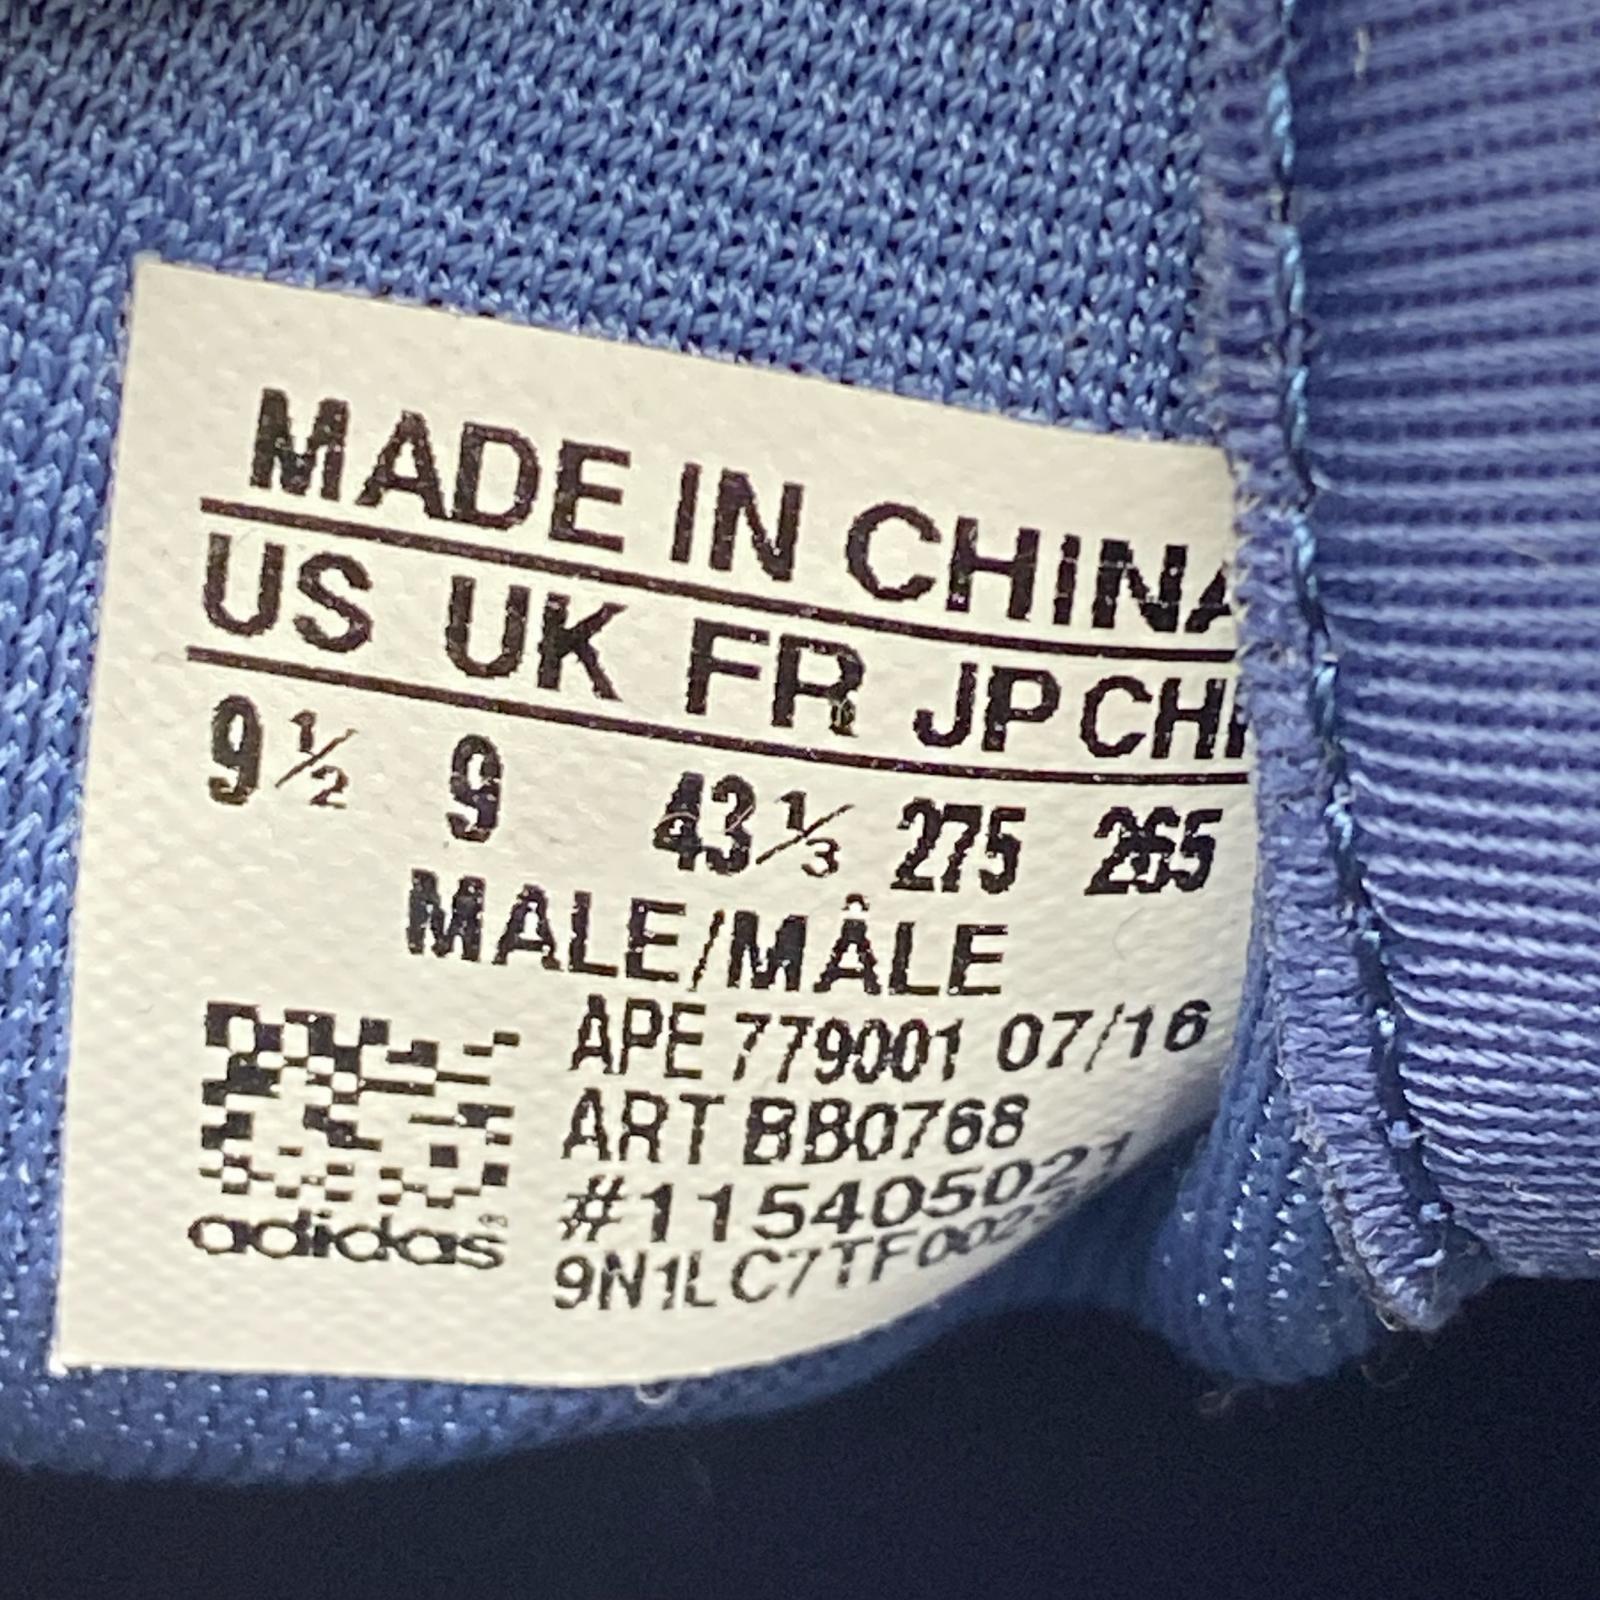 MADE IN CHINA
US UK FR JP CHN
9½ 9 43⅓ 275 265
MALE/MÂLE
APE 779001 07/16
ART BB0768
#115405021
adidas